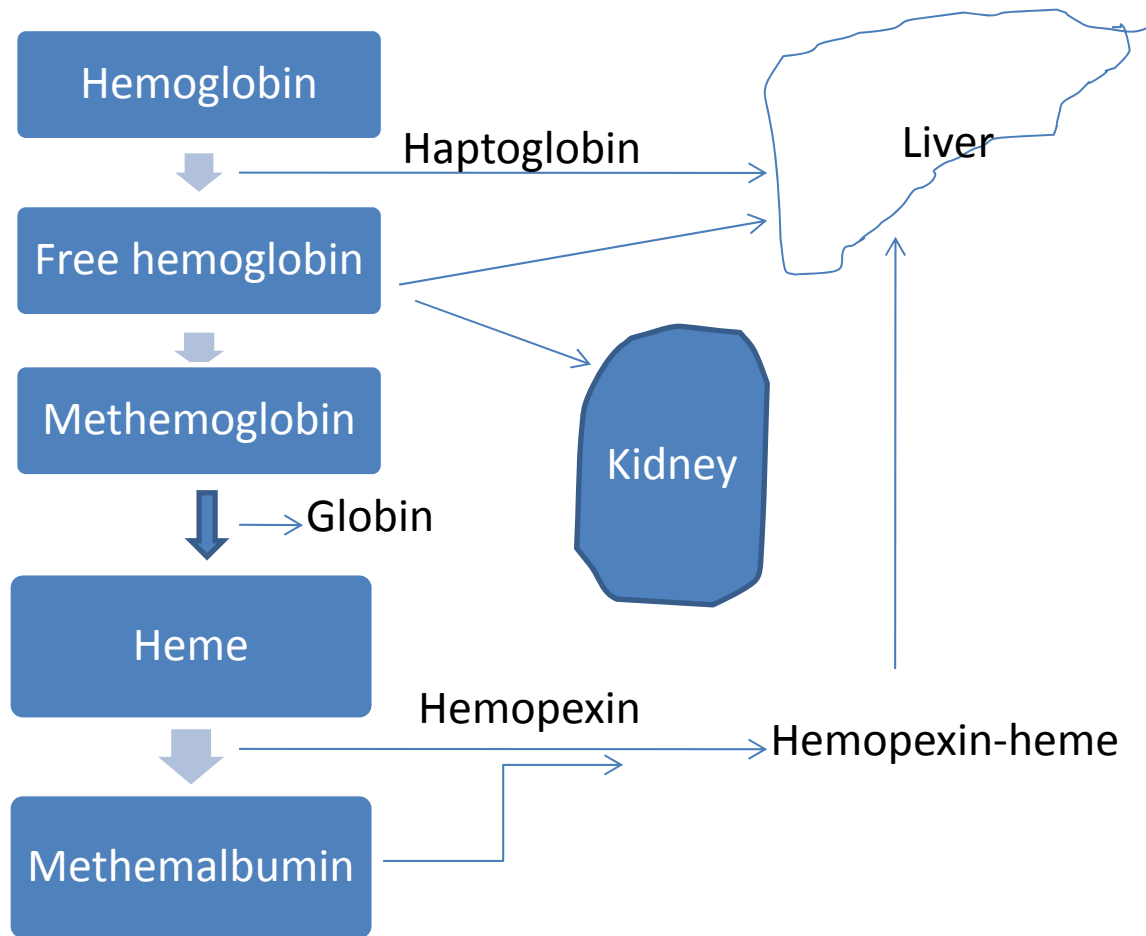 Hemoglobin
Haptoglobin
Liver
Free hemoglobin
Methemoglobin
Kidney
Globin
Heme
Hemopexin
Hemopexin-heme
Methemalbumin